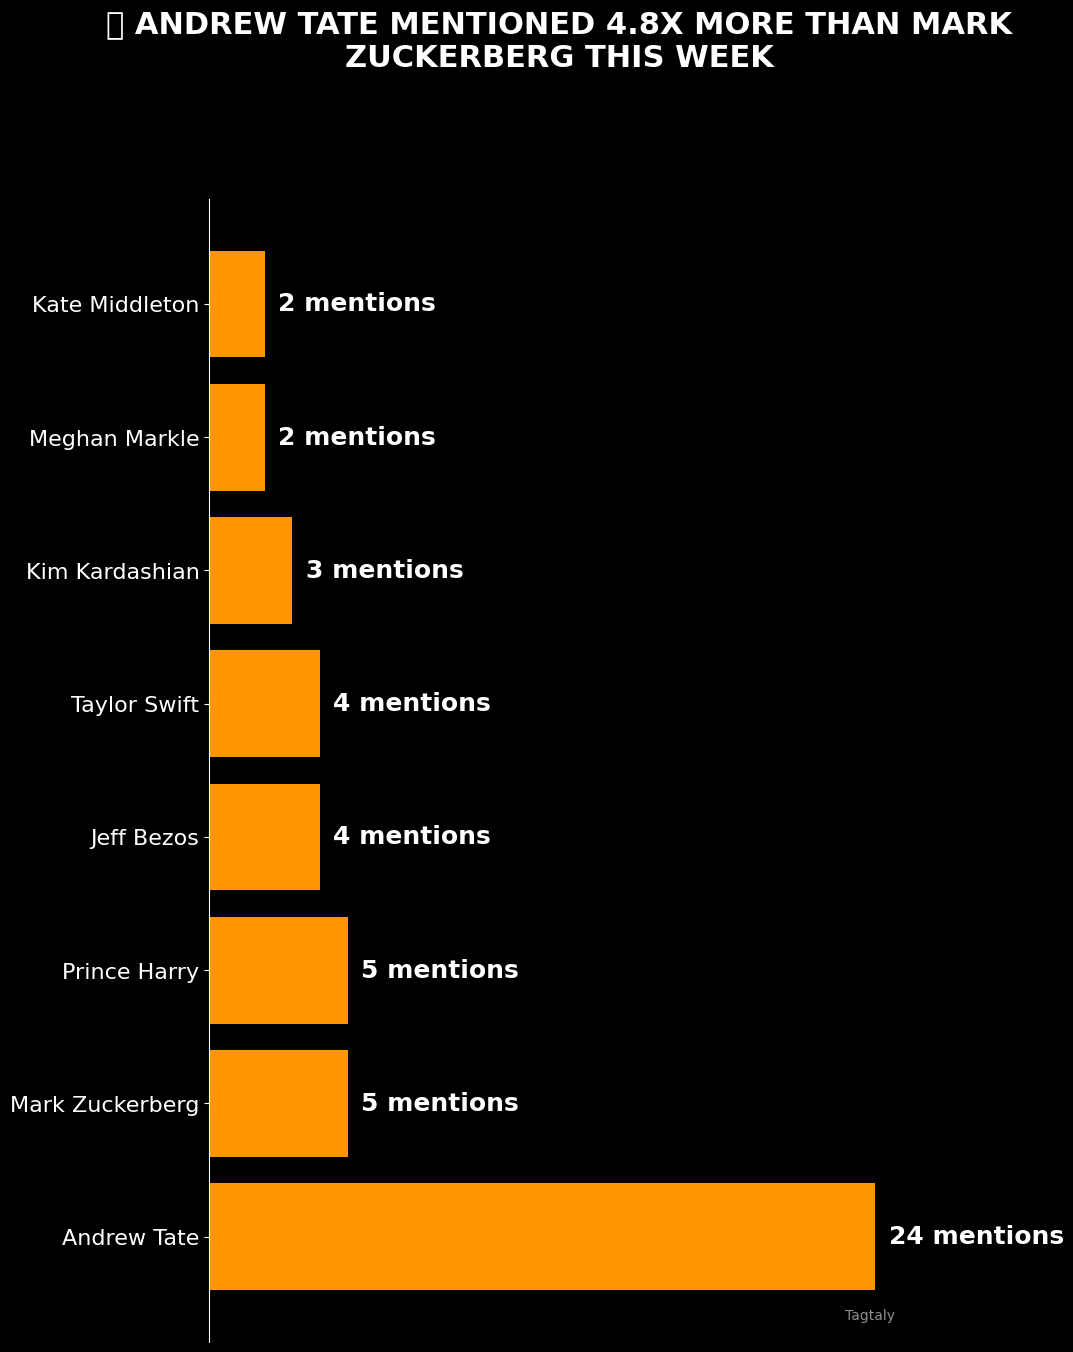 ANDREW TATE MENTIONED 4.8X MORE THAN MARK
ZUCKERBERG THIS WEEK
Kate Middleton
2 mentions
Meghan Markle
2 mentions
Kim Kardashian
3 mentions
Taylor Swift
4 mentions
Jeff Bezos
4 mentions
Prince Harry
5 mentions
Mark Zuckerberg
5 mentions
Andrew Tate
24 mentions
Tagtaly